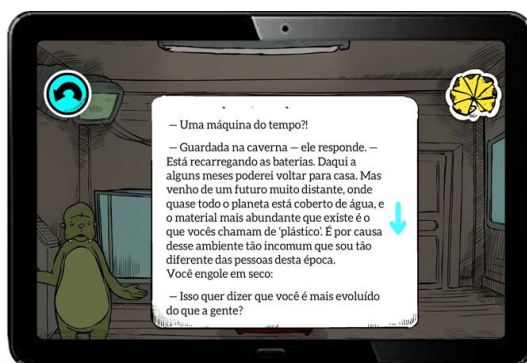 — Uma máquina do tempo?!
— Guardada na caverna — ele responde. —
Está recarregando as baterias. Daqui a
alguns meses poderei voltar para casa. Mas
venho de um futuro muito distante, onde
quase todo o planeta está coberto de água, e
o material mais abundante que existe é o
que vocês chamam de ‘plástico’. É por causa
desse ambiente tão incomum que sou tão
diferente das pessoas desta época.
Você engole em seco:
— Isso quer dizer que você é mais evoluído
do que a gente?